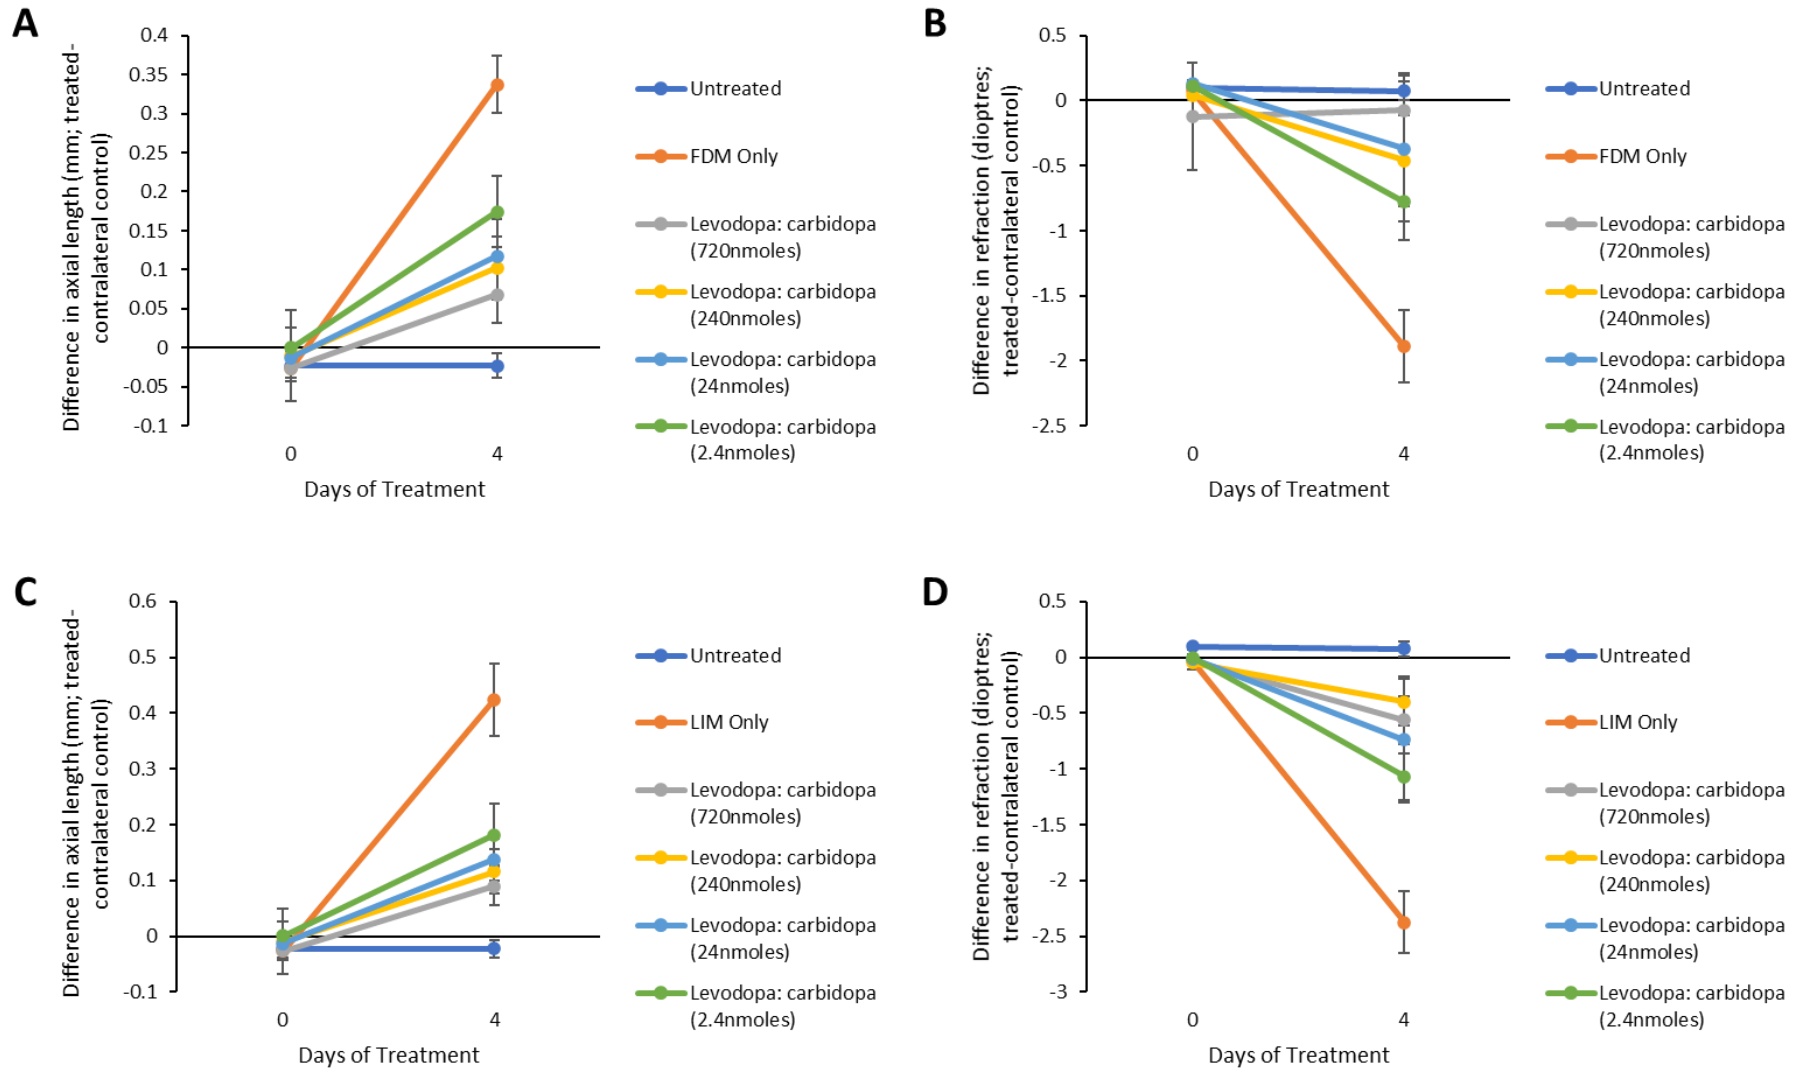 A
Difference in axial length (mm; treated-
contralateral control)
0.4
0.35
0.3
0.25
0.2
0.15
0.1
0.05
0
-0.05
-0.1
0
4
Days of Treatment
Untreated
FDM Only
Levodopa: carbidopa
(720nmoles)
Levodopa: carbidopa
(240nmoles)
Levodopa: carbidopa
(24nmoles)
Levodopa: carbidopa
(2.4nmoles)
B
Difference in refraction (dioptres;
treated-contralateral control)
0.5
0
-0.5
-1
-1.5
-2
-2.5
0
4
Days of Treatment
Untreated
FDM Only
Levodopa: carbidopa
(720nmoles)
Levodopa: carbidopa
(240nmoles)
Levodopa: carbidopa
(24nmoles)
Levodopa: carbidopa
(2.4nmoles)
C
Difference in axial length (mm; treated-
contralateral control)
0.6
0.5
0.4
0.3
0.2
0.1
0
-0.1
0
4
Days of Treatment
Untreated
LIM Only
Levodopa: carbidopa
(720nmoles)
Levodopa: carbidopa
(240nmoles)
Levodopa: carbidopa
(24nmoles)
Levodopa: carbidopa
(2.4nmoles)
D
Difference in refraction (dioptres;
treated-contralateral control)
0.5
0
-0.5
-1
-1.5
-2
-2.5
-3
0
4
Days of Treatment
Untreated
LIM Only
Levodopa: carbidopa
(720nmoles)
Levodopa: carbidopa
(240nmoles)
Levodopa: carbidopa
(24nmoles)
Levodopa: carbidopa
(2.4nmoles)